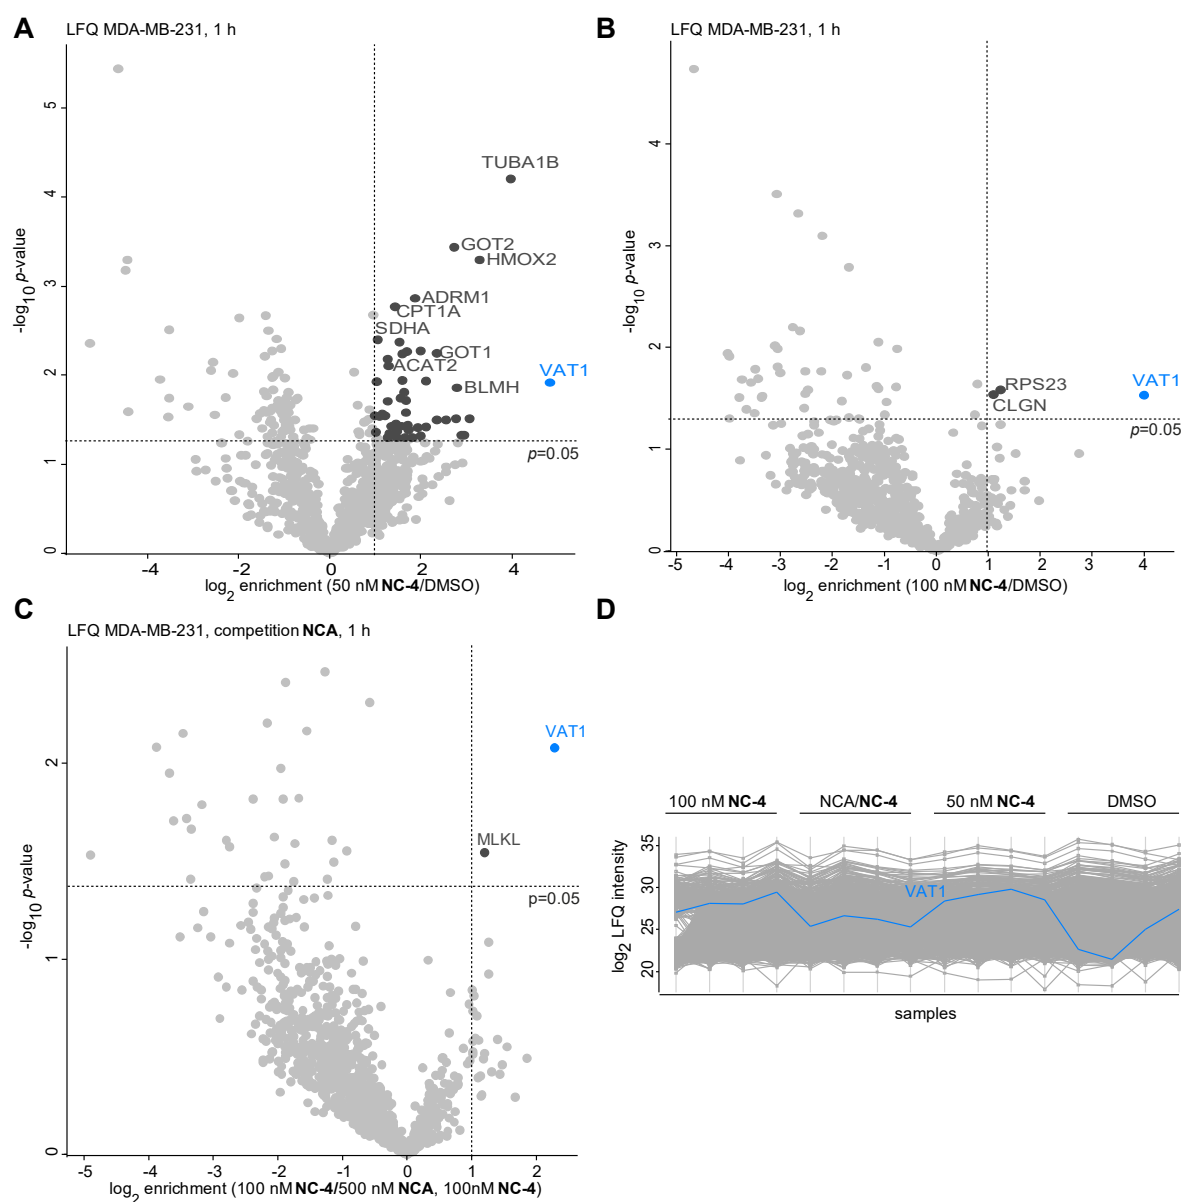 A
LFQ MDA-MB-231, 1 h
-log10 p-value
5
4
3
2
1
0
TUBA1B
GOT2
HMOX2
ADRM1
CPT1A
SDHA
GOT1
ACAT2
VAT1
BLMH
p=0.05
-4 -2 0 2 4
log2 enrichment (50 nM NC-4/DMSO)
B
LFQ MDA-MB-231, 1 h
-log10 p-value
4
3
2
1
0
VAT1
RPS23
CLGN
p=0.05
-5 -4 -3 -2 -1 0 1 2 3 4
log2 enrichment (100 nM NC-4/DMSO)
C
LFQ MDA-MB-231, competition NCA, 1 h
-log10 p-value
2
1
0
VAT1
MLKL
p=0.05
-5 -4 -3 -2 -1 0 1 2
log2 enrichment (100 nM NC-4/500 nM NCA, 100nM NC-4)
D
100 nM NC-4 NCA/NC-4 50 nM NC-4 DMSO
log2 LFQ intensity
35
30
25
20
VAT1
samples